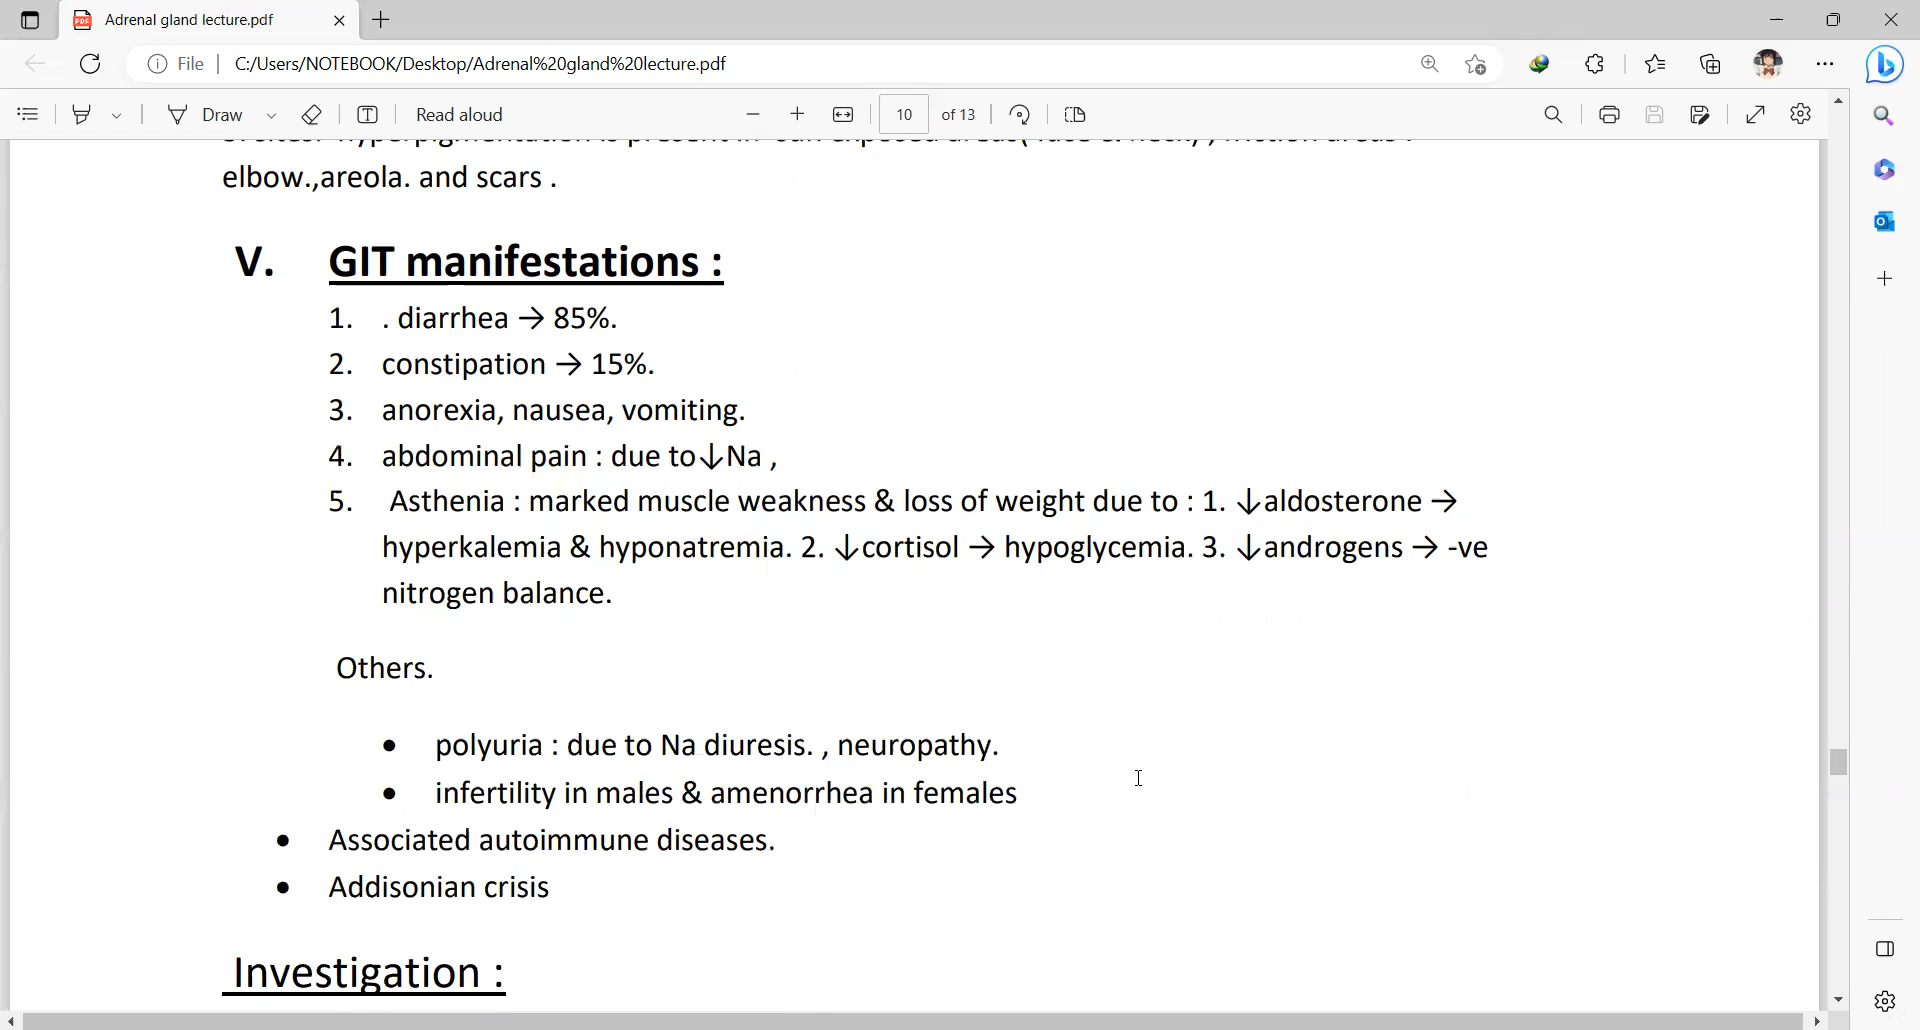 Adrenal gland lecture.pdf
File C:/Users/NOTEBOOK/Desktop/Adrenal%20gland%20lecture.pdf
Draw Read aloud 10 of 13
elbow.,areola. and scars .
V. GIT manifestations :
1. . diarrhea → 85%.
2. constipation → 15%.
3. anorexia, nausea, vomiting.
4. abdominal pain : due to↓Na ,
5. Asthenia : marked muscle weakness & loss of weight due to : 1. ↓aldosterone →
hyperkalemia & hyponatremia. 2. ↓cortisol → hypoglycemia. 3. ↓androgens → -ve
nitrogen balance.
Others.
• polyuria : due to Na diuresis. , neuropathy.
• infertility in males & amenorrhea in females
• Associated autoimmune diseases.
• Addisonian crisis
Investigation :